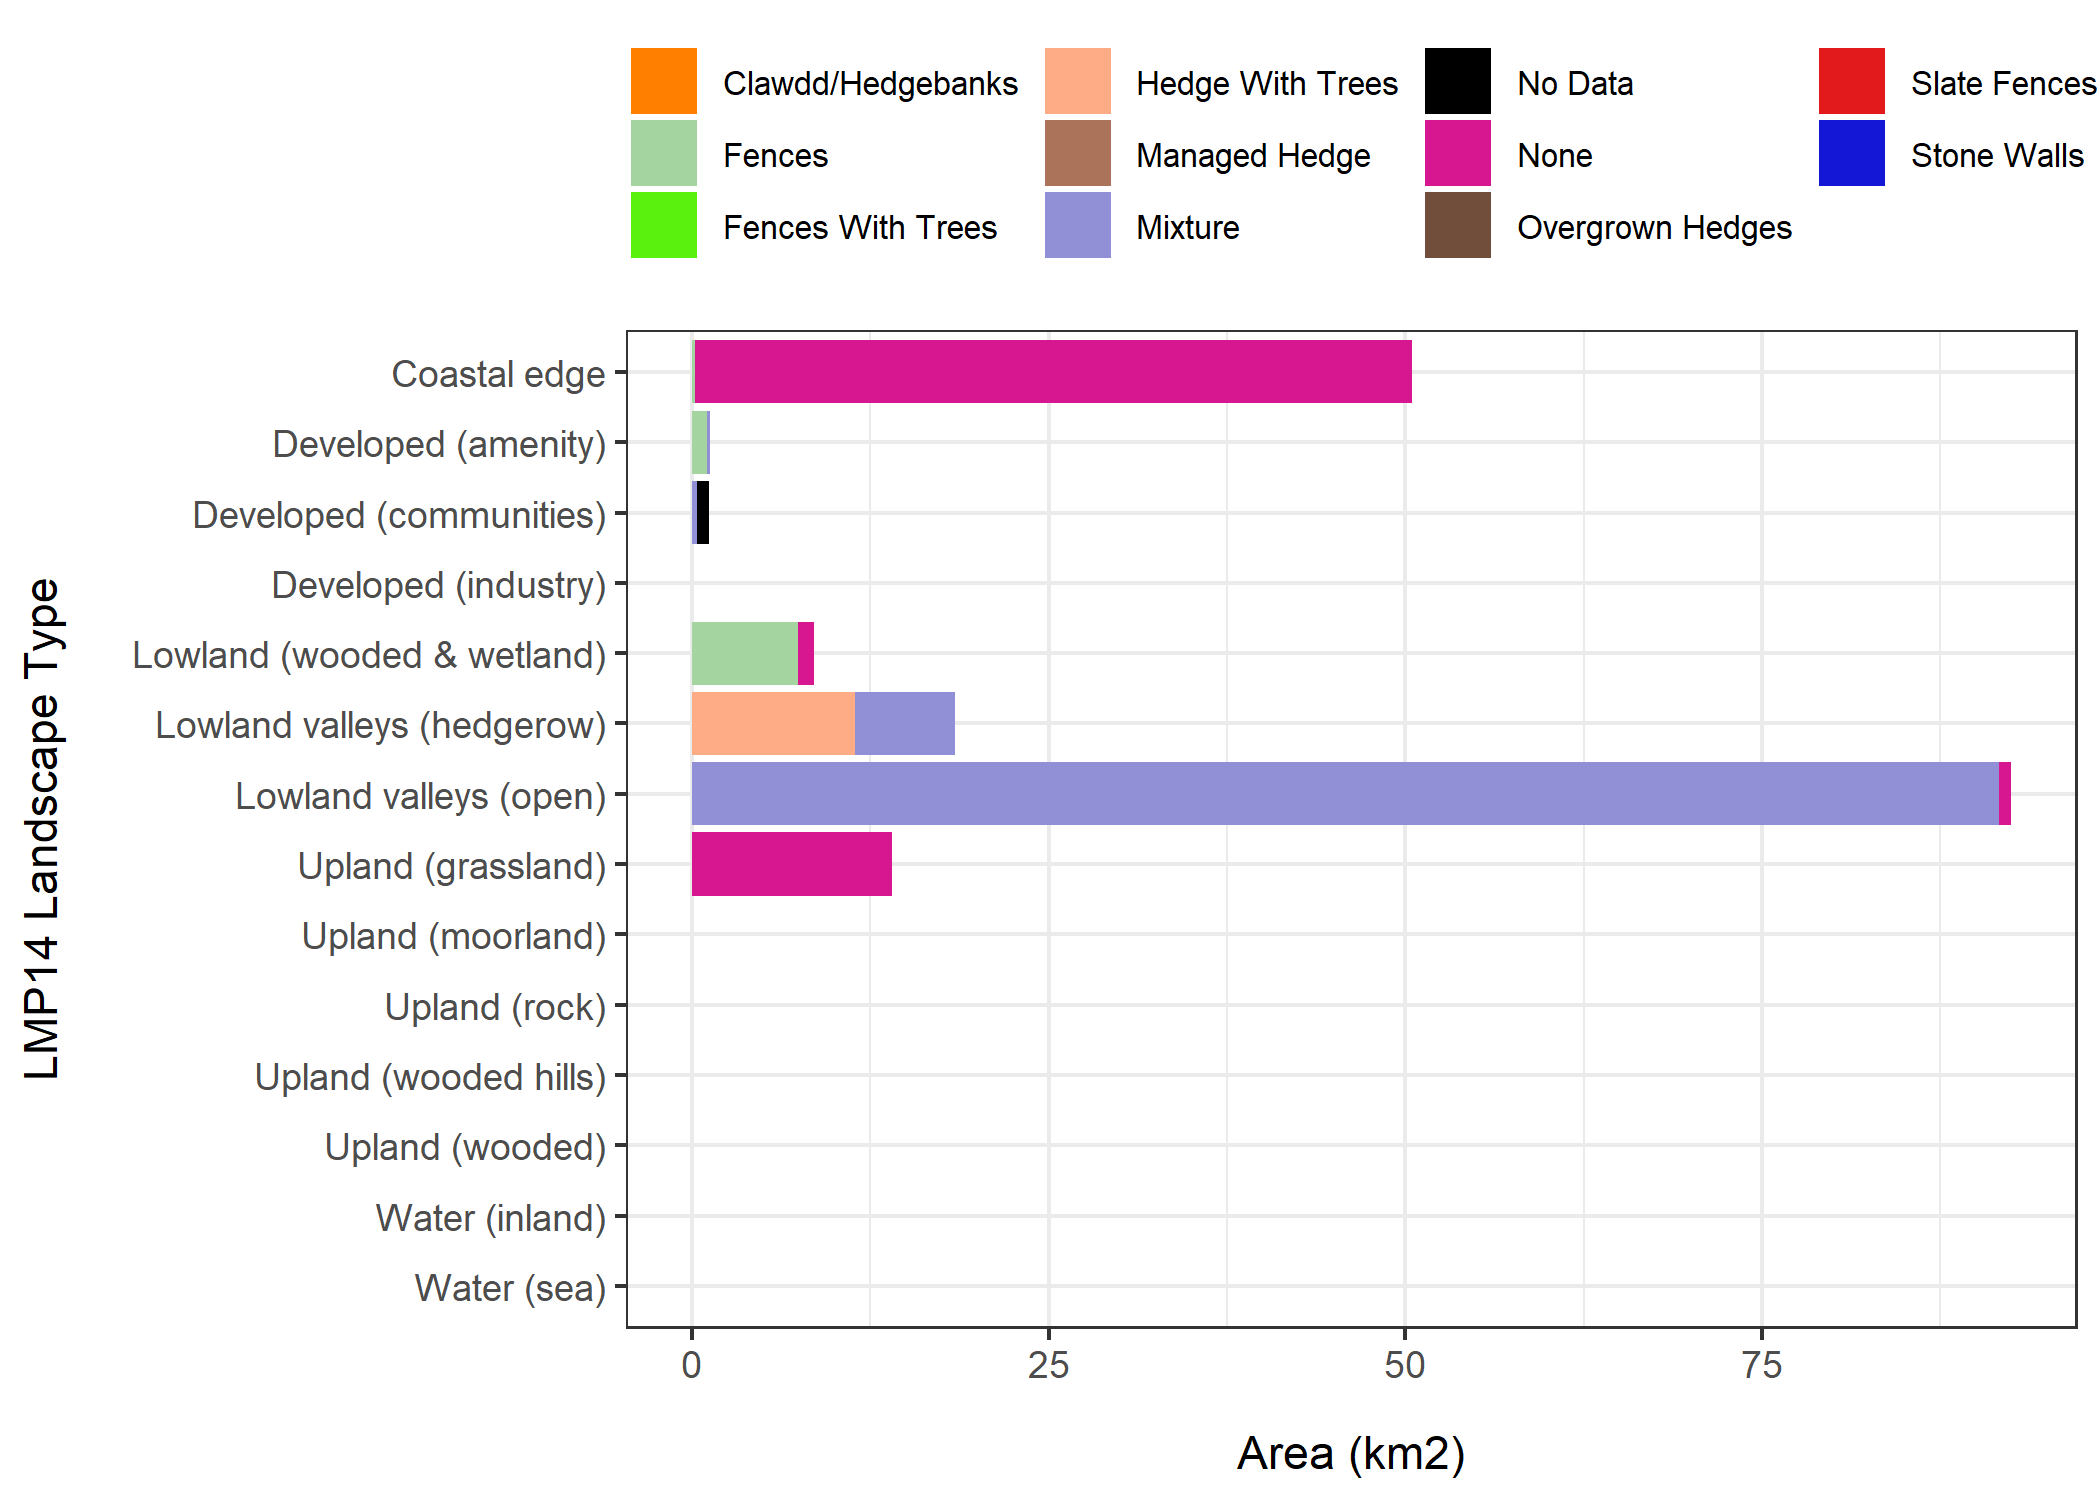 Clawdd/Hedgebanks Hedge With Trees No Data Slate Fences
Fences Managed Hedge None Stone Walls
Fences With Trees Mixture Overgrown Hedges
LMP14 Landscape Type
Coastal edge
Developed (amenity)
Developed (communities)
Developed (industry)
Lowland (wooded & wetland)
Lowland valleys (hedgerow)
Lowland valleys (open)
Upland (grassland)
Upland (moorland)
Upland (rock)
Upland (wooded hills)
Upland (wooded)
Water (inland)
Water (sea)
0 25 50 75
Area (km2)